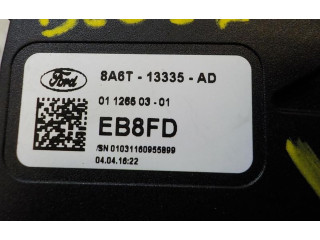 Ford
8A6T - 13335 - AD
01 1265 03 - 01
EB8FD
/SN 01031160955899
04.04.16:22